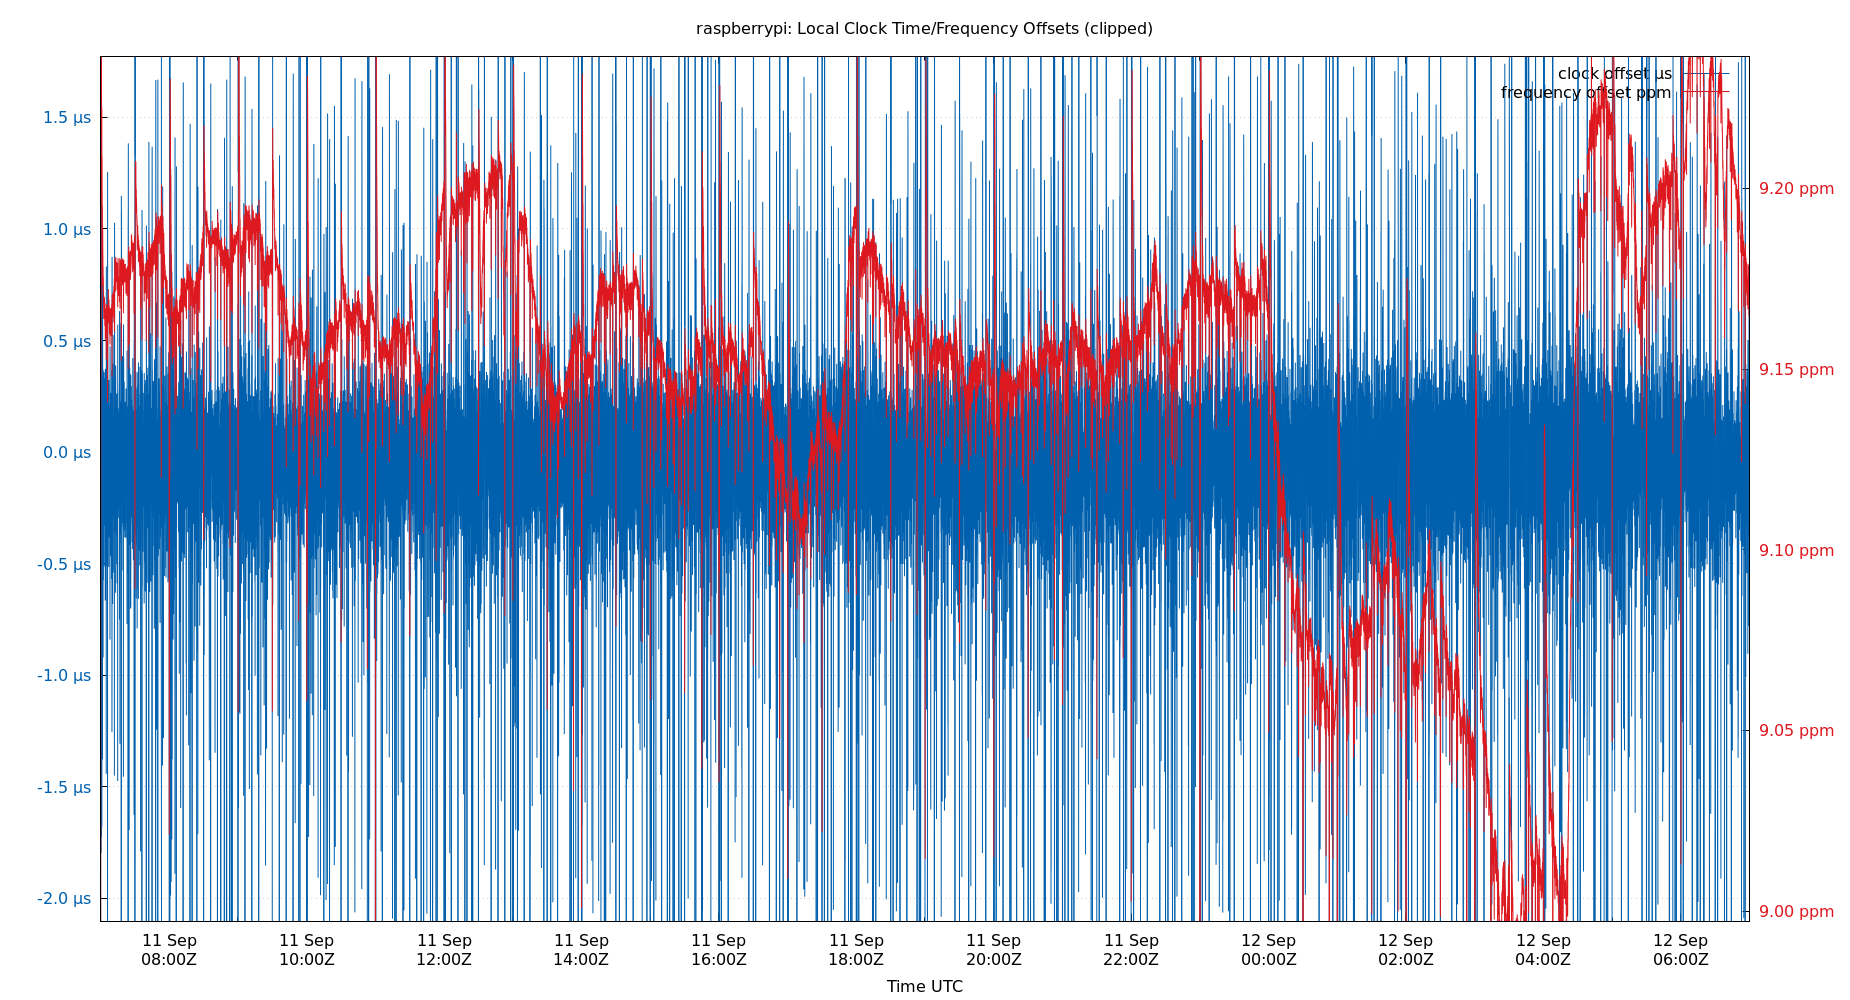 raspberrypi: Local Clock Time/Frequency Offsets (clipped)
clock offset µs
frequency offset ppm
1.5 µs
1.0 µs
0.5 µs
0.0 µs
-0.5 µs
-1.0 µs
-1.5 µs
-2.0 µs
9.20 ppm
9.15 ppm
9.10 ppm
9.05 ppm
9.00 ppm
11 Sep
08:00Z
11 Sep
10:00Z
11 Sep
12:00Z
11 Sep
14:00Z
11 Sep
16:00Z
11 Sep
18:00Z
11 Sep
20:00Z
11 Sep
22:00Z
12 Sep
00:00Z
12 Sep
02:00Z
12 Sep
04:00Z
12 Sep
06:00Z
Time UTC